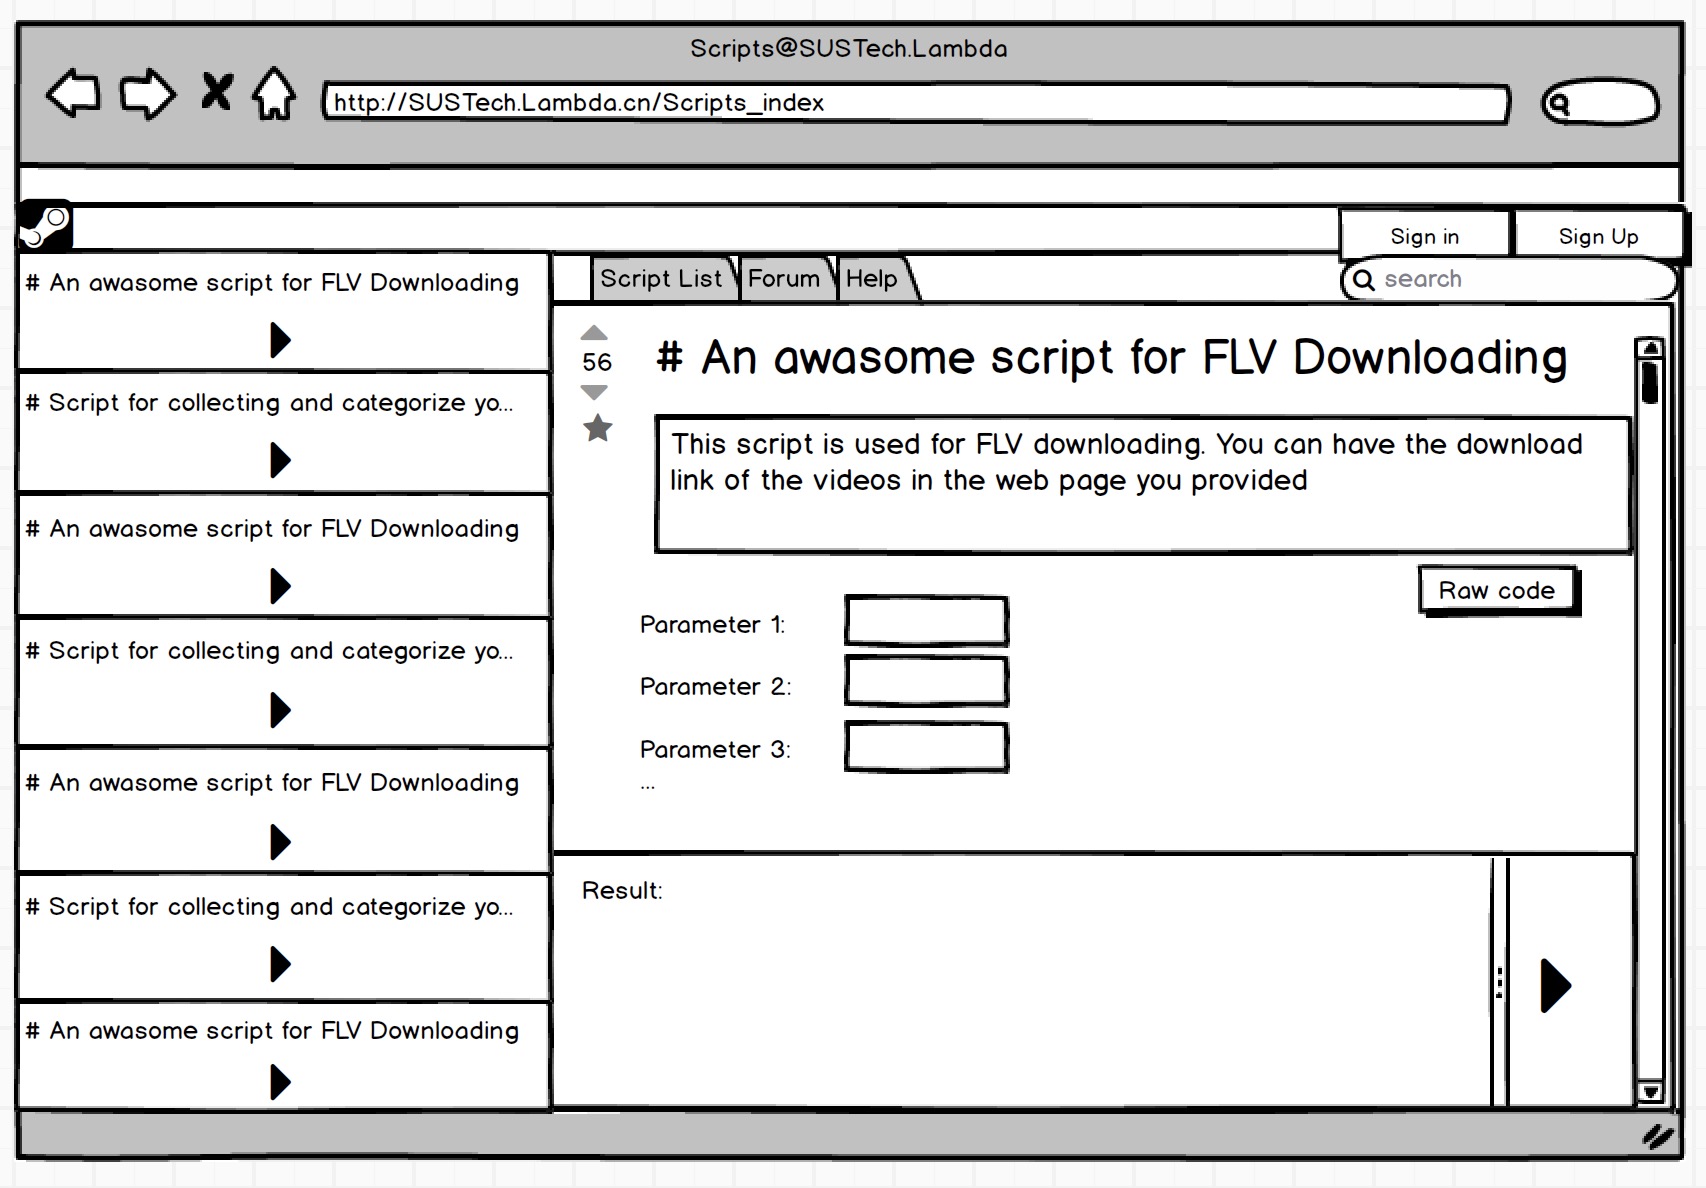 Scripts@SUSTech.Lambda
http://SUSTech.Lambda.cn/Scripts_index
Sign in
Sign Up
Script List
Forum
Help
search
# An awasome script for FLV Downloading
# Script for collecting and categorize yo...
# An awasome script for FLV Downloading
# Script for collecting and categorize yo...
# An awasome script for FLV Downloading
# Script for collecting and categorize yo...
# An awasome script for FLV Downloading
56
# An awasome script for FLV Downloading
This script is used for FLV downloading. You can have the download
link of the videos in the web page you provided
Raw code
Parameter 1:
Parameter 2:
Parameter 3:
...
Result: